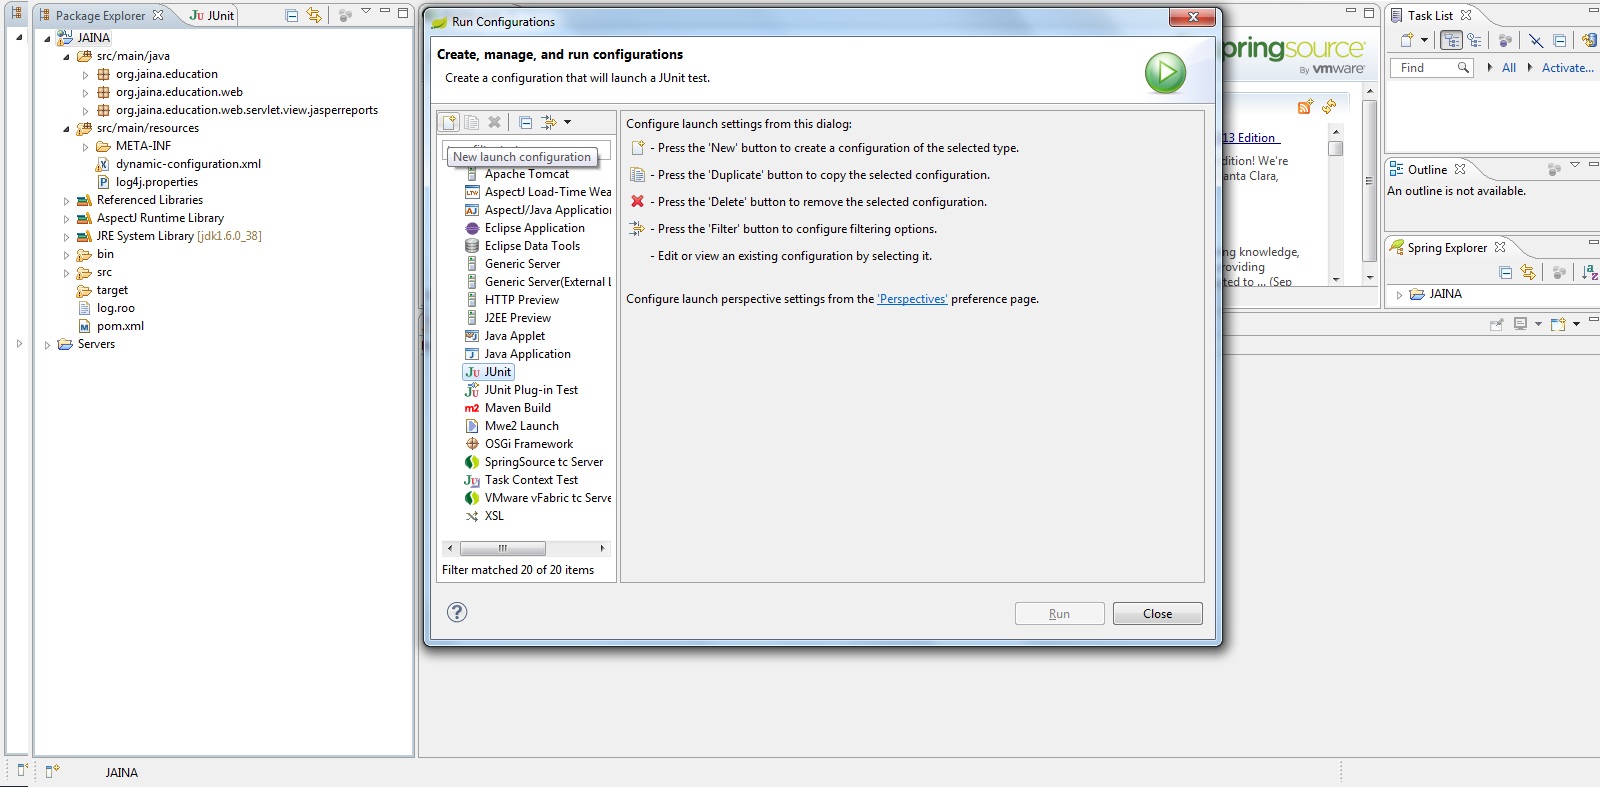 Package Explorer
JUnit
JAINA
src/main/java
org.jaina.education
org.jaina.education.web
org.jaina.education.web.servlet.view.jasperreports
src/main/resources
META-INF
dynamic-configuration.xml
log4j.properties
Referenced Libraries
AspectJ Runtime Library
JRE System Library [jdk1.6.0_38]
bin
src
target
log.roo
pom.xml
Servers
JAINA
Run Configurations
Create, manage, and run configurations
Create a configuration that will launch a JUnit test.
New launch configuration
Apache Tomcat
AspectJ Load-Time Wea
AspectJ/Java Application
Eclipse Application
Eclipse Data Tools
Generic Server
Generic Server(External L
HTTP Preview
J2EE Preview
Java Applet
Java Application
JUnit
JUnit Plug-in Test
Maven Build
Mwe2 Launch
OSGi Framework
SpringSource tc Server
Task Context Test
VMware vFabric tc Serve
XSL
Filter matched 20 of 20 items
Configure launch settings from this dialog:
- Press the 'New' button to create a configuration of the selected type.
- Press the 'Duplicate' button to copy the selected configuration.
- Press the 'Delete' button to remove the selected configuration.
- Press the 'Filter' button to configure filtering options.
- Edit or view an existing configuration by selecting it.
Configure launch perspective settings from the 'Perspectives' preference page.
Run
Close
pringsource
By vmware
13 Edition
dition! We're
anta Clara,
ng knowledge,
roviding
ted to ... (Sep
Task List
Find
All
Activate...
Outline
An outline is not available.
Spring Explorer
JAINA